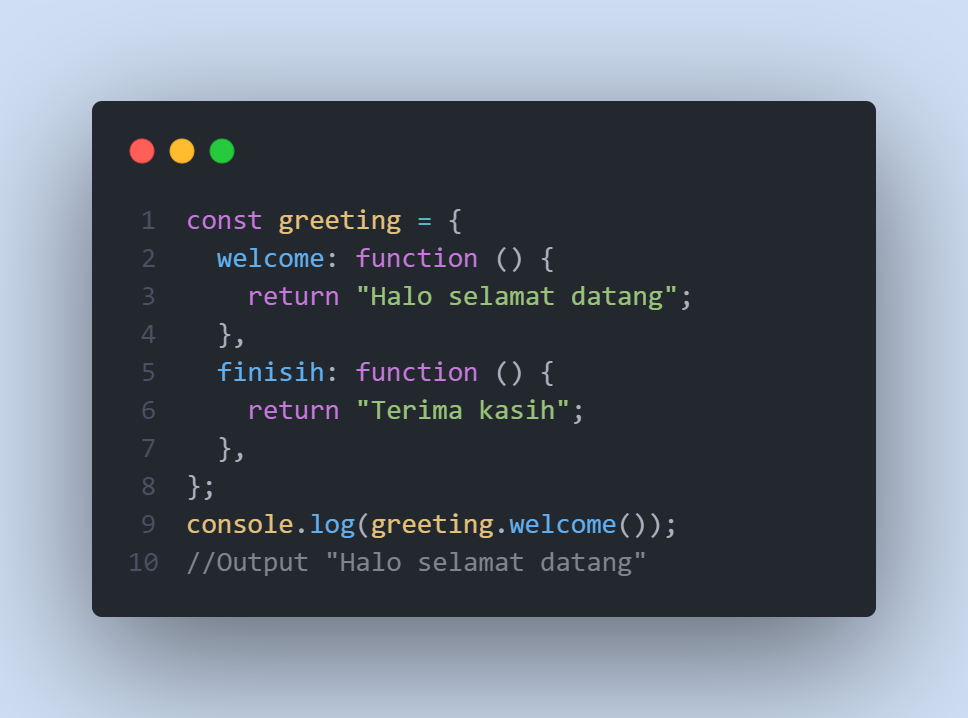 1 const greeting = {
2   welcome: function () {
3     return "Halo selamat datang";
4   },
5   finisih: function () {
6     return "Terima kasih";
7   },
8 };
9 console.log(greeting.welcome());
10 //Output "Halo selamat datang"